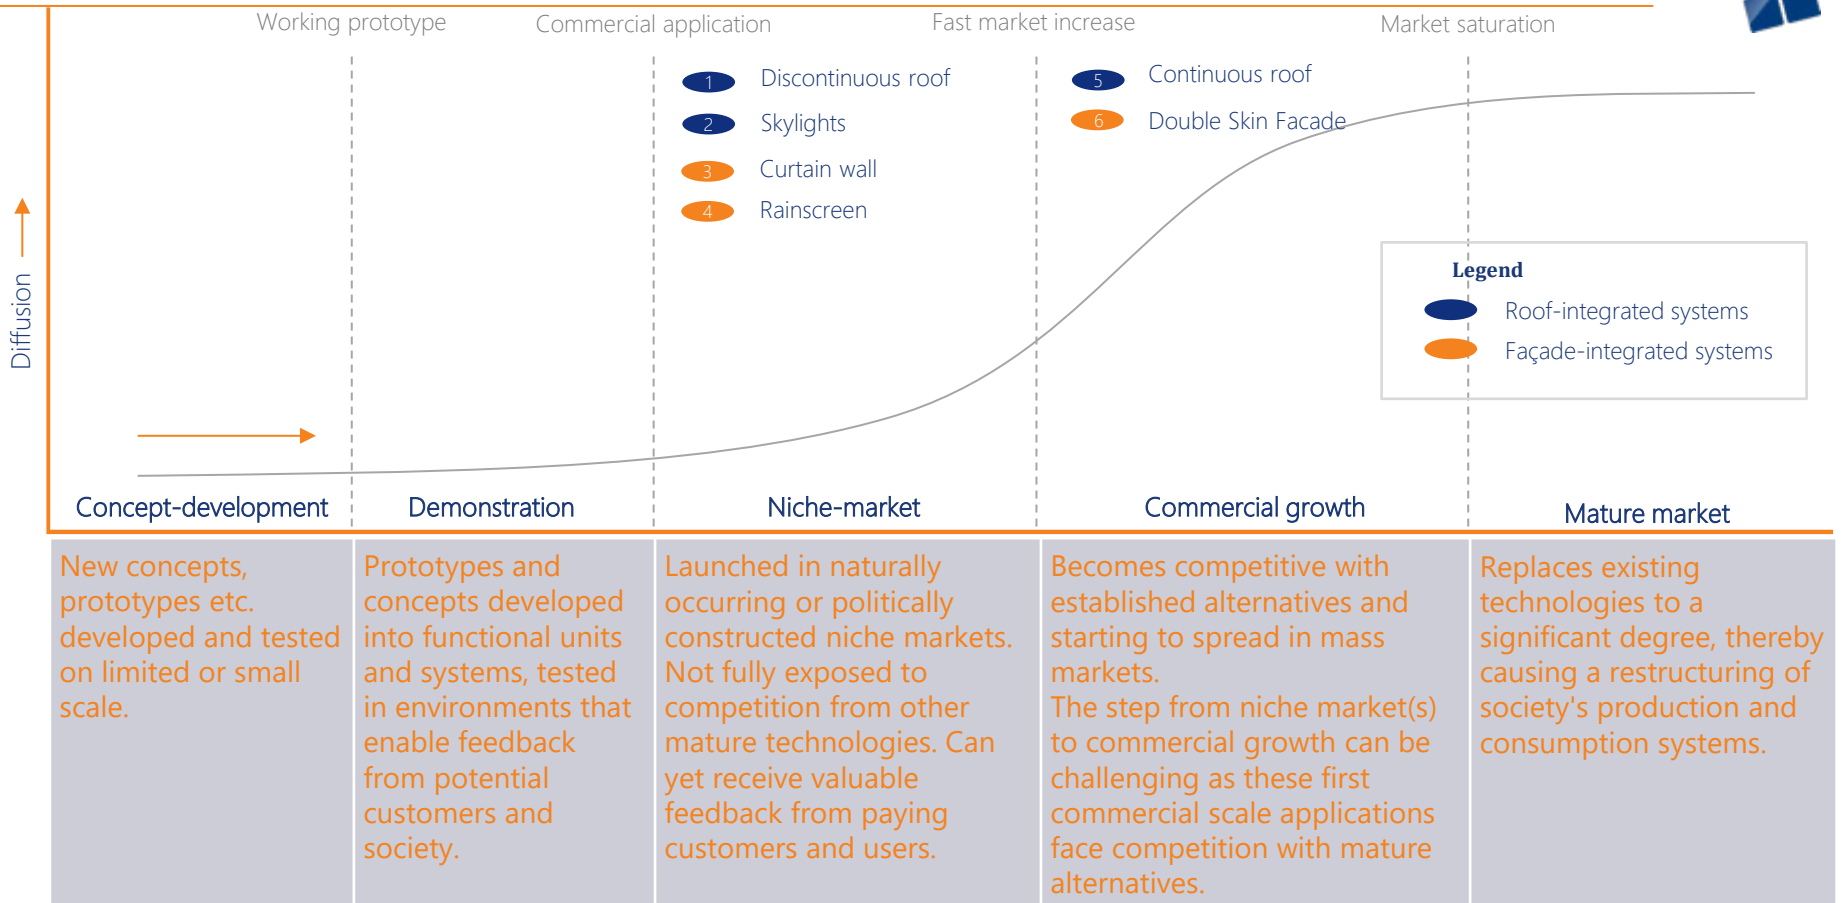 Working prototype
Commercial application
Fast market increase
Market saturation
1 Discontinuous roof
2 Skylights
3 Curtain wall
4 Rainscreen
5 Continuous roof
6 Double Skin Facade
Diffusion
Legend
Roof-integrated systems
Façade-integrated systems
Concept-development
Demonstration
Niche-market
Commercial growth
Mature market
New concepts,
prototypes etc.
developed and tested
on limited or small
scale.
Prototypes and
concepts developed
into functional units
and systems, tested
in environments that
enable feedback
from potential
customers and
society.
Launched in naturally
occurring or politically
constructed niche markets.
Not fully exposed to
competition from other
mature technologies. Can
yet receive valuable
feedback from paying
customers and users.
Becomes competitive with
established alternatives and
starting to spread in mass
markets.
The step from niche market(s)
to commercial growth can be
challenging as these first
commercial scale applications
face competition with mature
alternatives.
Replaces existing
technologies to a
significant degree, thereby
causing a restructuring of
society's production and
consumption systems.